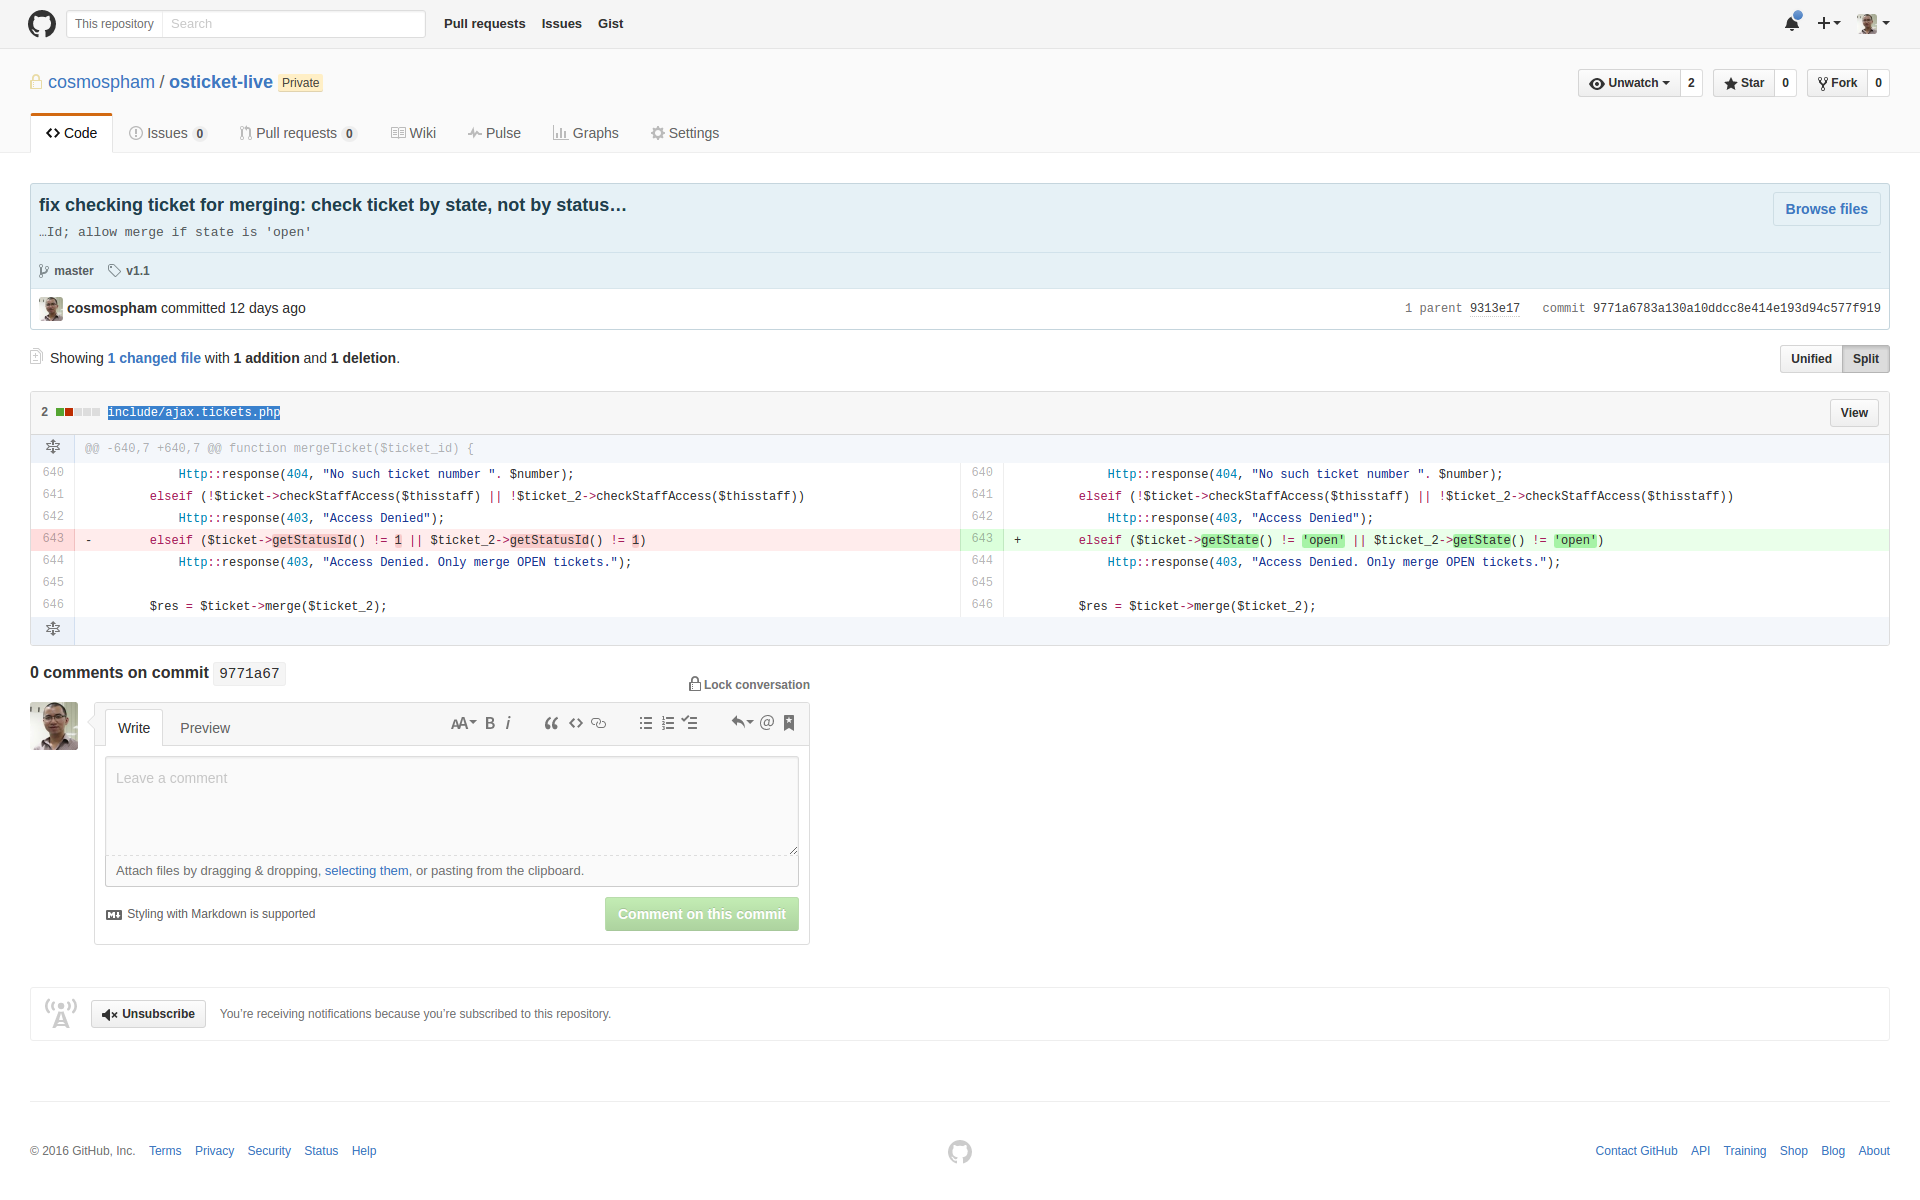 This repository Search Pull requests Issues Gist
cosmospham / osticket-live Private
Unwatch 2 Star 0 Fork 0
Code Issues 0 Pull requests 0 Wiki Pulse Graphs Settings
fix checking ticket for merging: check ticket by state, not by status…
Browse files
…Id; allow merge if state is 'open'
master v1.1
cosmospham committed 12 days ago 1 parent 9313e17 commit 9771a6783a130a10ddcc8e414e193d94c577f919
Showing 1 changed file with 1 addition and 1 deletion. Unified Split
2 include/ajax.tickets.php View
@@ -640,7 +640,7 @@ function mergeTicket($ticket_id) {
640 Http::response(404, "No such ticket number ". $number); 640 Http::response(404, "No such ticket number ". $number);
641 elseif (!$ticket->checkStaffAccess($thisstaff) || !$ticket_2->checkStaffAccess($thisstaff)) 641 elseif (!$ticket->checkStaffAccess($thisstaff) || !$ticket_2->checkStaffAccess($thisstaff))
642 Http::response(403, "Access Denied"); 642 Http::response(403, "Access Denied");
643 - elseif ($ticket->getStatusId() != 1 || $ticket_2->getStatusId() != 1) 643 + elseif ($ticket->getState() != 'open' || $ticket_2->getState() != 'open')
644 Http::response(403, "Access Denied. Only merge OPEN tickets."); 644 Http::response(403, "Access Denied. Only merge OPEN tickets.");
645 645
646 $res = $ticket->merge($ticket_2); 646 $res = $ticket->merge($ticket_2);
0 comments on commit 9771a67
Lock conversation
Write Preview AA B i
Leave a comment
Attach files by dragging & dropping, selecting them, or pasting from the clipboard.
Styling with Markdown is supported Comment on this commit
Unsubscribe You’re receiving notifications because you’re subscribed to this repository.
© 2016 GitHub, Inc. Terms Privacy Security Status Help Contact GitHub API Training Shop Blog About